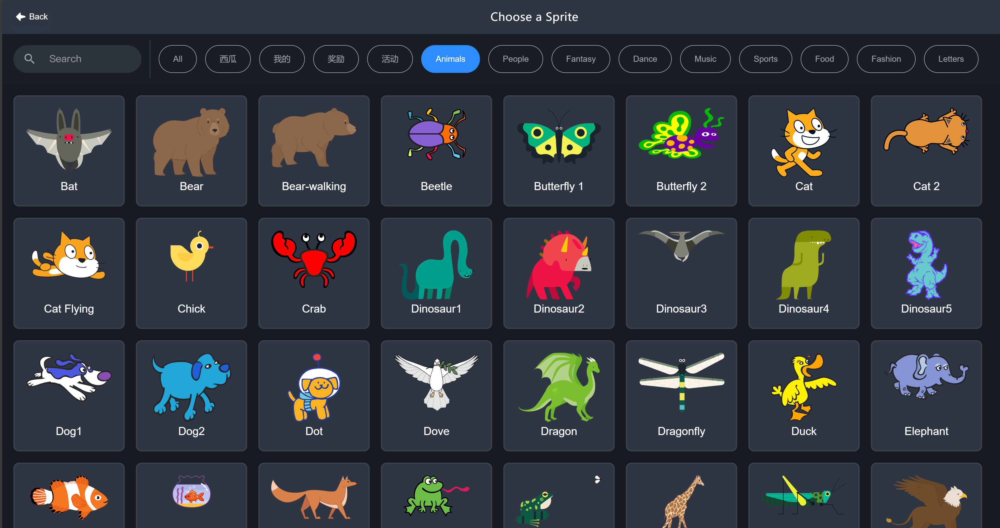 Back
Choose a Sprite
Search
All
西瓜
我的
奖励
活动
Animals
People
Fantasy
Dance
Music
Sports
Food
Fashion
Letters
Bat
Bear
Bear-walking
Beetle
Butterfly 1
Butterfly 2
Cat
Cat 2
Cat Flying
Chick
Crab
Dinosaur1
Dinosaur2
Dinosaur3
Dinosaur4
Dinosaur5
Dog1
Dog2
Dot
Dove
Dragon
Dragonfly
Duck
Elephant